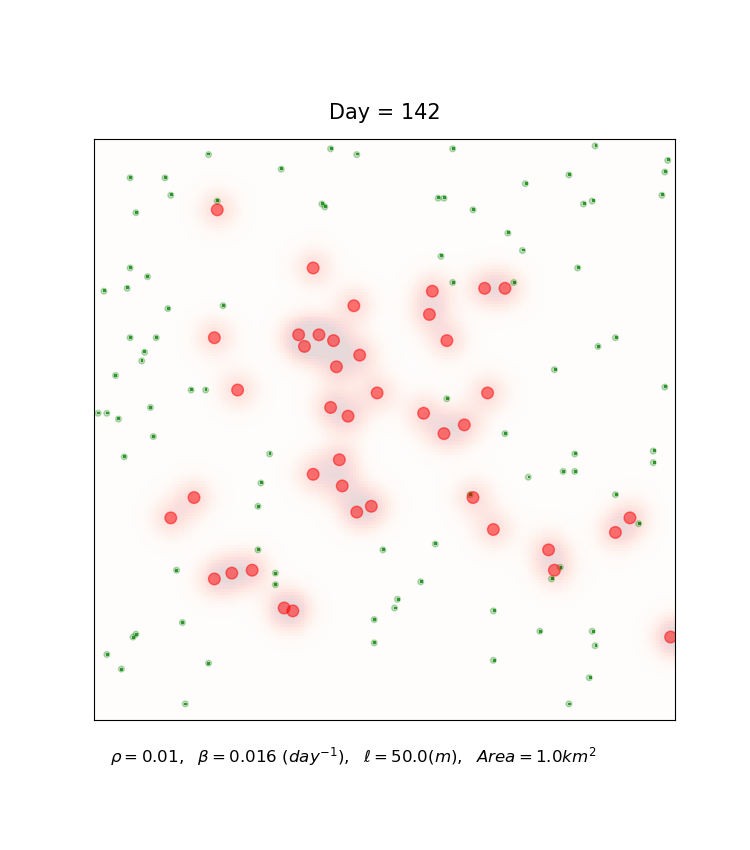 Day = 142
ρ = 0.01, β = 0.016 (day⁻¹), ℓ = 50.0(m), Area = 1.0km²